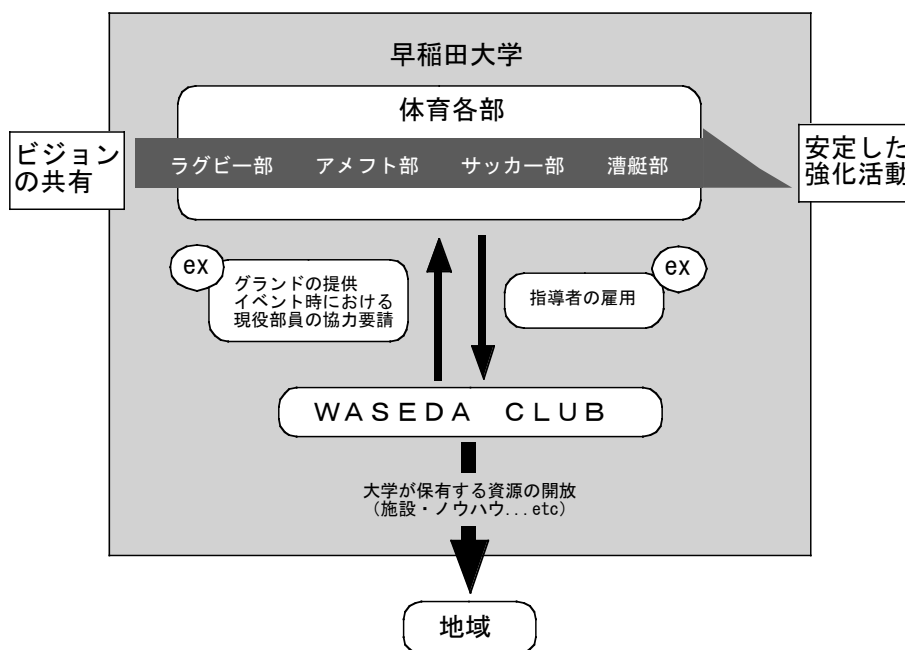 早稲田大学
体育各部
ビジョン
の共有
ラグビー部 アメフト部 サッカー部 漕艇部
安定した
強化活動
ex
グランドの提供
イベント時における
現役部員の協力要請
ex
指導者の雇用
ＷＡＳＥＤＡ　ＣＬＵＢ
大学が保有する資源の開放
（施設・ノウハウ...etc）
地域